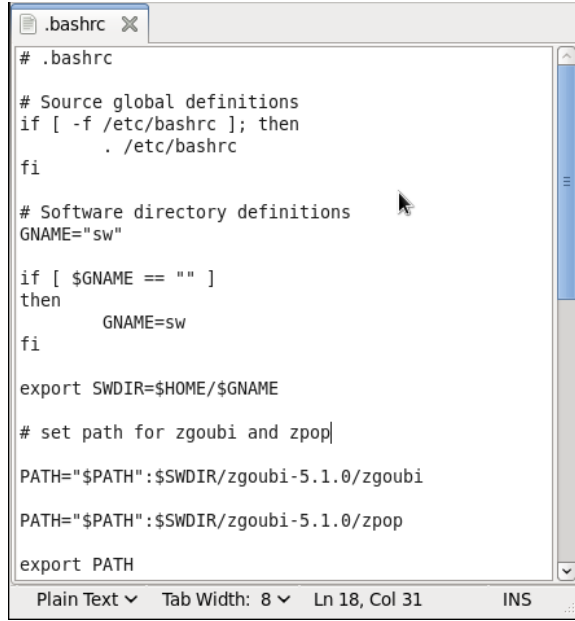 .bashrc
# .bashrc
# Source global definitions
if [ -f /etc/bashrc ]; then
        . /etc/bashrc
fi
# Software directory definitions
GNAME="sw"
if [ $GNAME == "" ]
then
        GNAME=sw
fi
export SWDIR=$HOME/$GNAME
# set path for zgoubi and zpop
PATH="$PATH":$SWDIR/zgoubi-5.1.0/zgoubi
PATH="$PATH":$SWDIR/zgoubi-5.1.0/zpop
export PATH
Plain Text Tab Width: 8 Ln 18, Col 31 INS